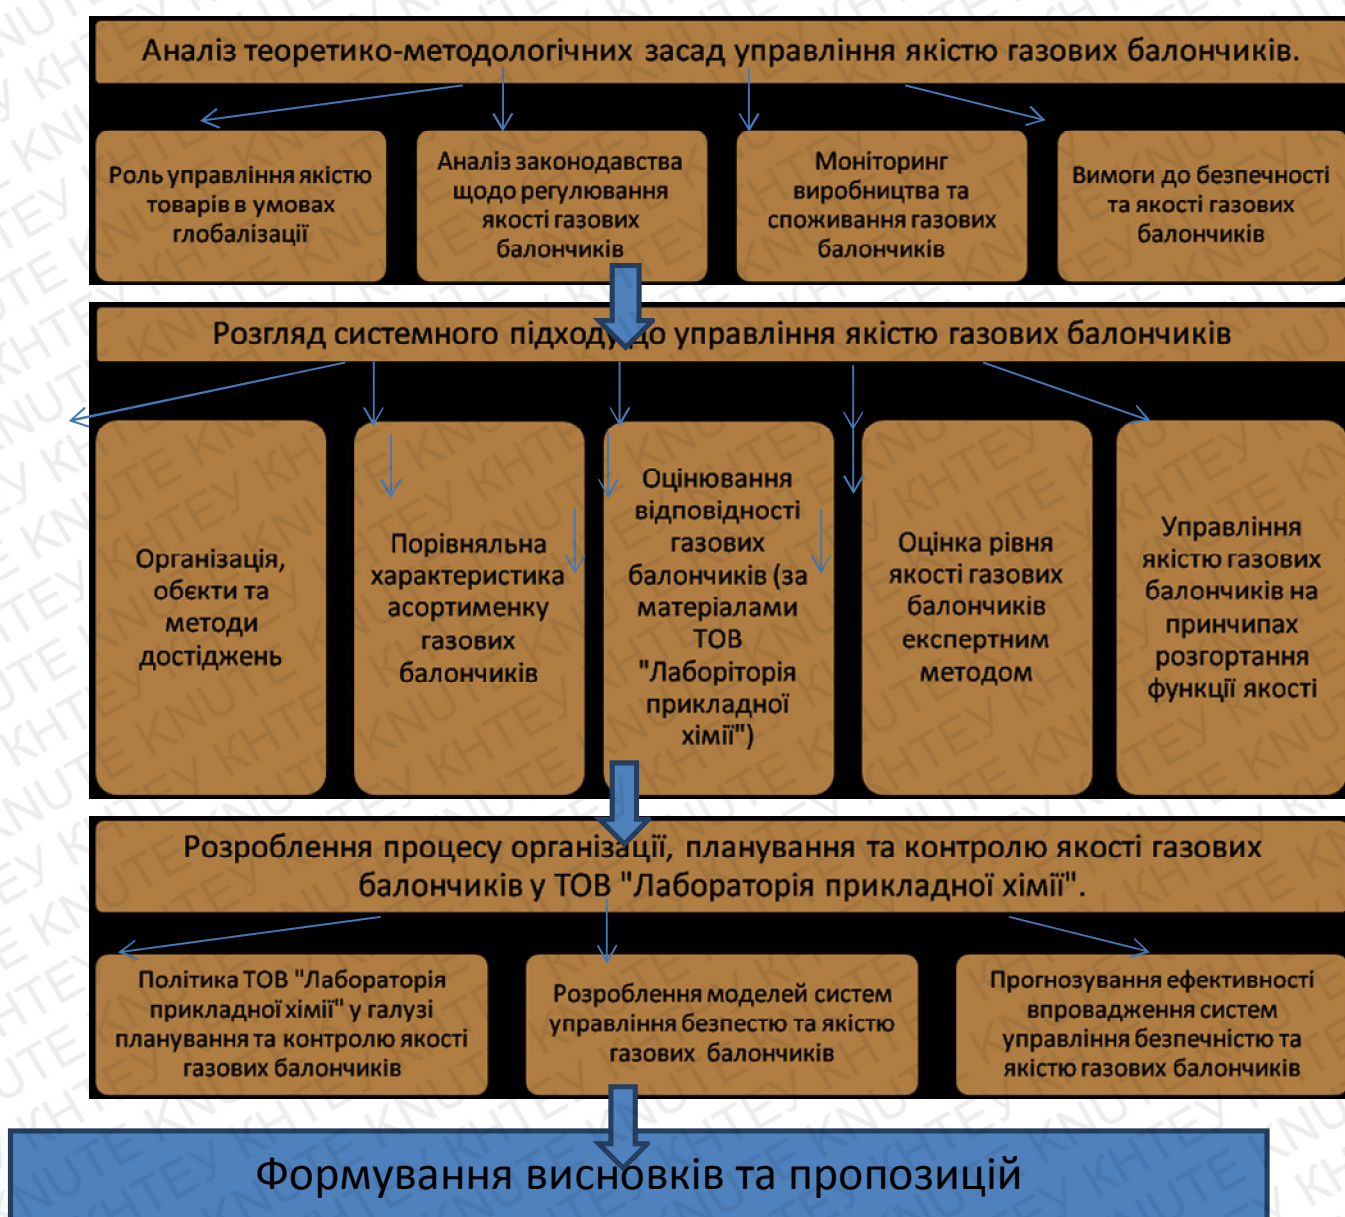 Аналіз теоретико-методологічних засад управління якістю газових балончиків.
Роль управління якістю
товарів в умовах
глобалізації
Аналіз законодавства
щодо регулювання
якості газових
балончиків
Моніторинг
виробництва та
споживання газових
балончиків
Вимоги до безпечності
та якості газових
балончиків
Розгляд системного підходу до управління якістю газових балончиків
Організація,
обєкти та
методи
достіджень
Порівняльна
характеристика
асортименку
газових
балончиків
Оцінювання
відповідності
газових
балончиків (за
матеріалами
ТОВ
"Лаборіторія
прикладної
хімії")
Оцінка рівня
якості газових
балончиків
експертним
методом
Управління
якістю газових
балончиків на
принчипах
розгортання
функції якості
Розроблення процесу організації, планування та контролю якості газових
балончиків у ТОВ "Лабораторія прикладної хімії".
Політика ТОВ "Лабораторія
прикладної хімії" у галузі
планування та контролю якості
газових балончиків
Розроблення моделей систем
управління безпестю та якістю
газових балончиків
Прогнозування ефективності
впровадження систем
управління безпечністю та
якістю газових балончиків
Формування висновків та пропозицій